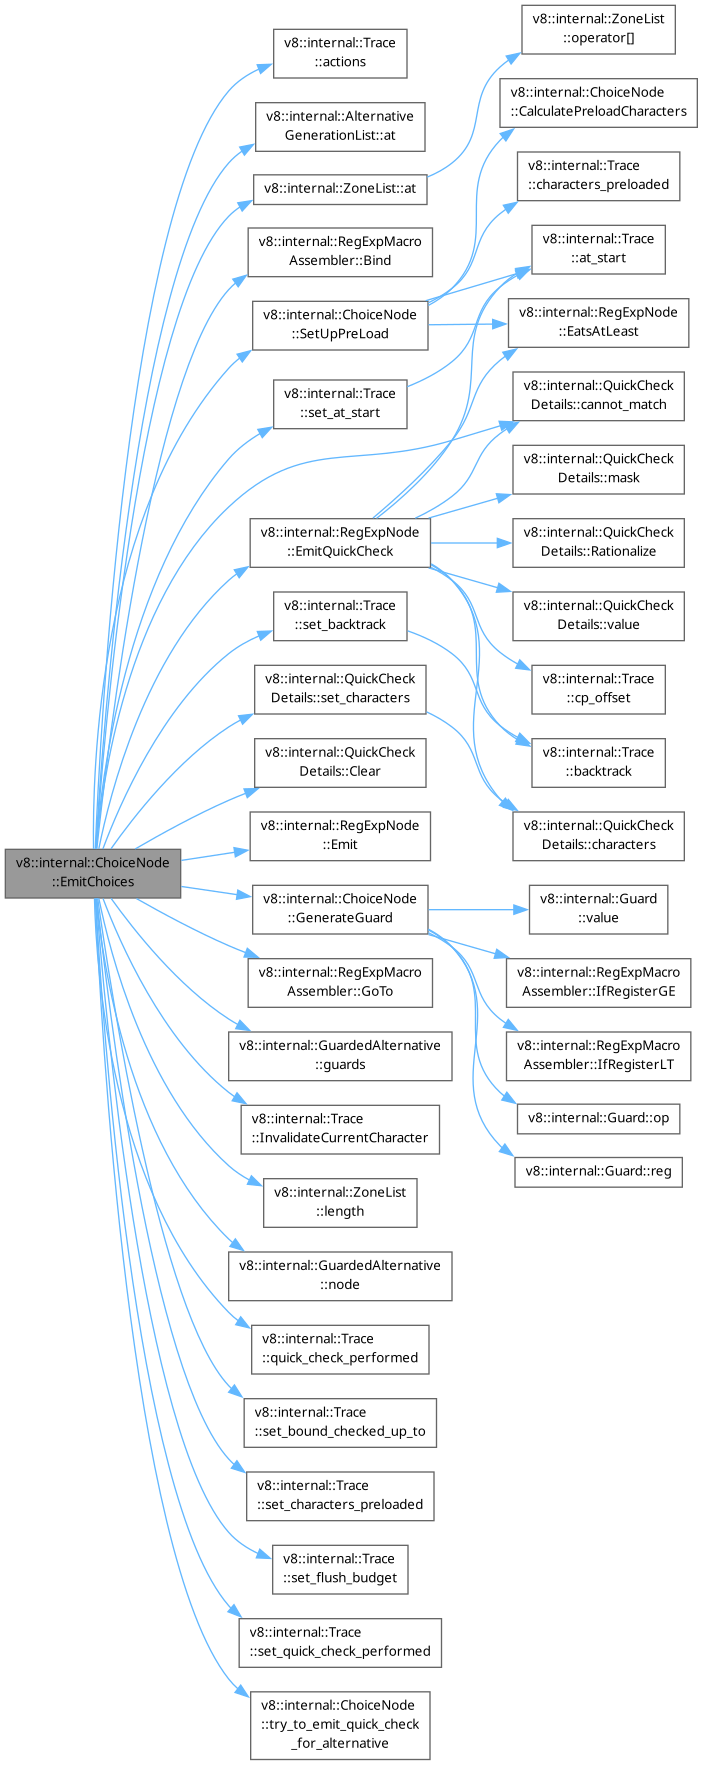 v8::internal::ChoiceNode
::EmitChoices
v8::internal::Trace
::actions
v8::internal::Alternative
GenerationList::at
v8::internal::ZoneList::at
v8::internal::RegExpMacro
Assembler::Bind
v8::internal::ChoiceNode
::SetUpPreLoad
v8::internal::Trace
::set_at_start
v8::internal::RegExpNode
::EmitQuickCheck
v8::internal::Trace
::set_backtrack
v8::internal::QuickCheck
Details::set_characters
v8::internal::QuickCheck
Details::Clear
v8::internal::RegExpNode
::Emit
v8::internal::ChoiceNode
::GenerateGuard
v8::internal::RegExpMacro
Assembler::GoTo
v8::internal::GuardedAlternative
::guards
v8::internal::Trace
::InvalidateCurrentCharacter
v8::internal::ZoneList
::length
v8::internal::GuardedAlternative
::node
v8::internal::Trace
::quick_check_performed
v8::internal::Trace
::set_bound_checked_up_to
v8::internal::Trace
::set_characters_preloaded
v8::internal::Trace
::set_flush_budget
v8::internal::Trace
::set_quick_check_performed
v8::internal::ChoiceNode
::try_to_emit_quick_check
_for_alternative
v8::internal::ZoneList
::operator[]
v8::internal::ChoiceNode
::CalculatePreloadCharacters
v8::internal::Trace
::characters_preloaded
v8::internal::Trace
::at_start
v8::internal::RegExpNode
::EatsAtLeast
v8::internal::QuickCheck
Details::cannot_match
v8::internal::QuickCheck
Details::mask
v8::internal::QuickCheck
Details::Rationalize
v8::internal::QuickCheck
Details::value
v8::internal::Trace
::cp_offset
v8::internal::Trace
::backtrack
v8::internal::QuickCheck
Details::characters
v8::internal::Guard
::value
v8::internal::RegExpMacro
Assembler::IfRegisterGE
v8::internal::RegExpMacro
Assembler::IfRegisterLT
v8::internal::Guard::op
v8::internal::Guard::reg